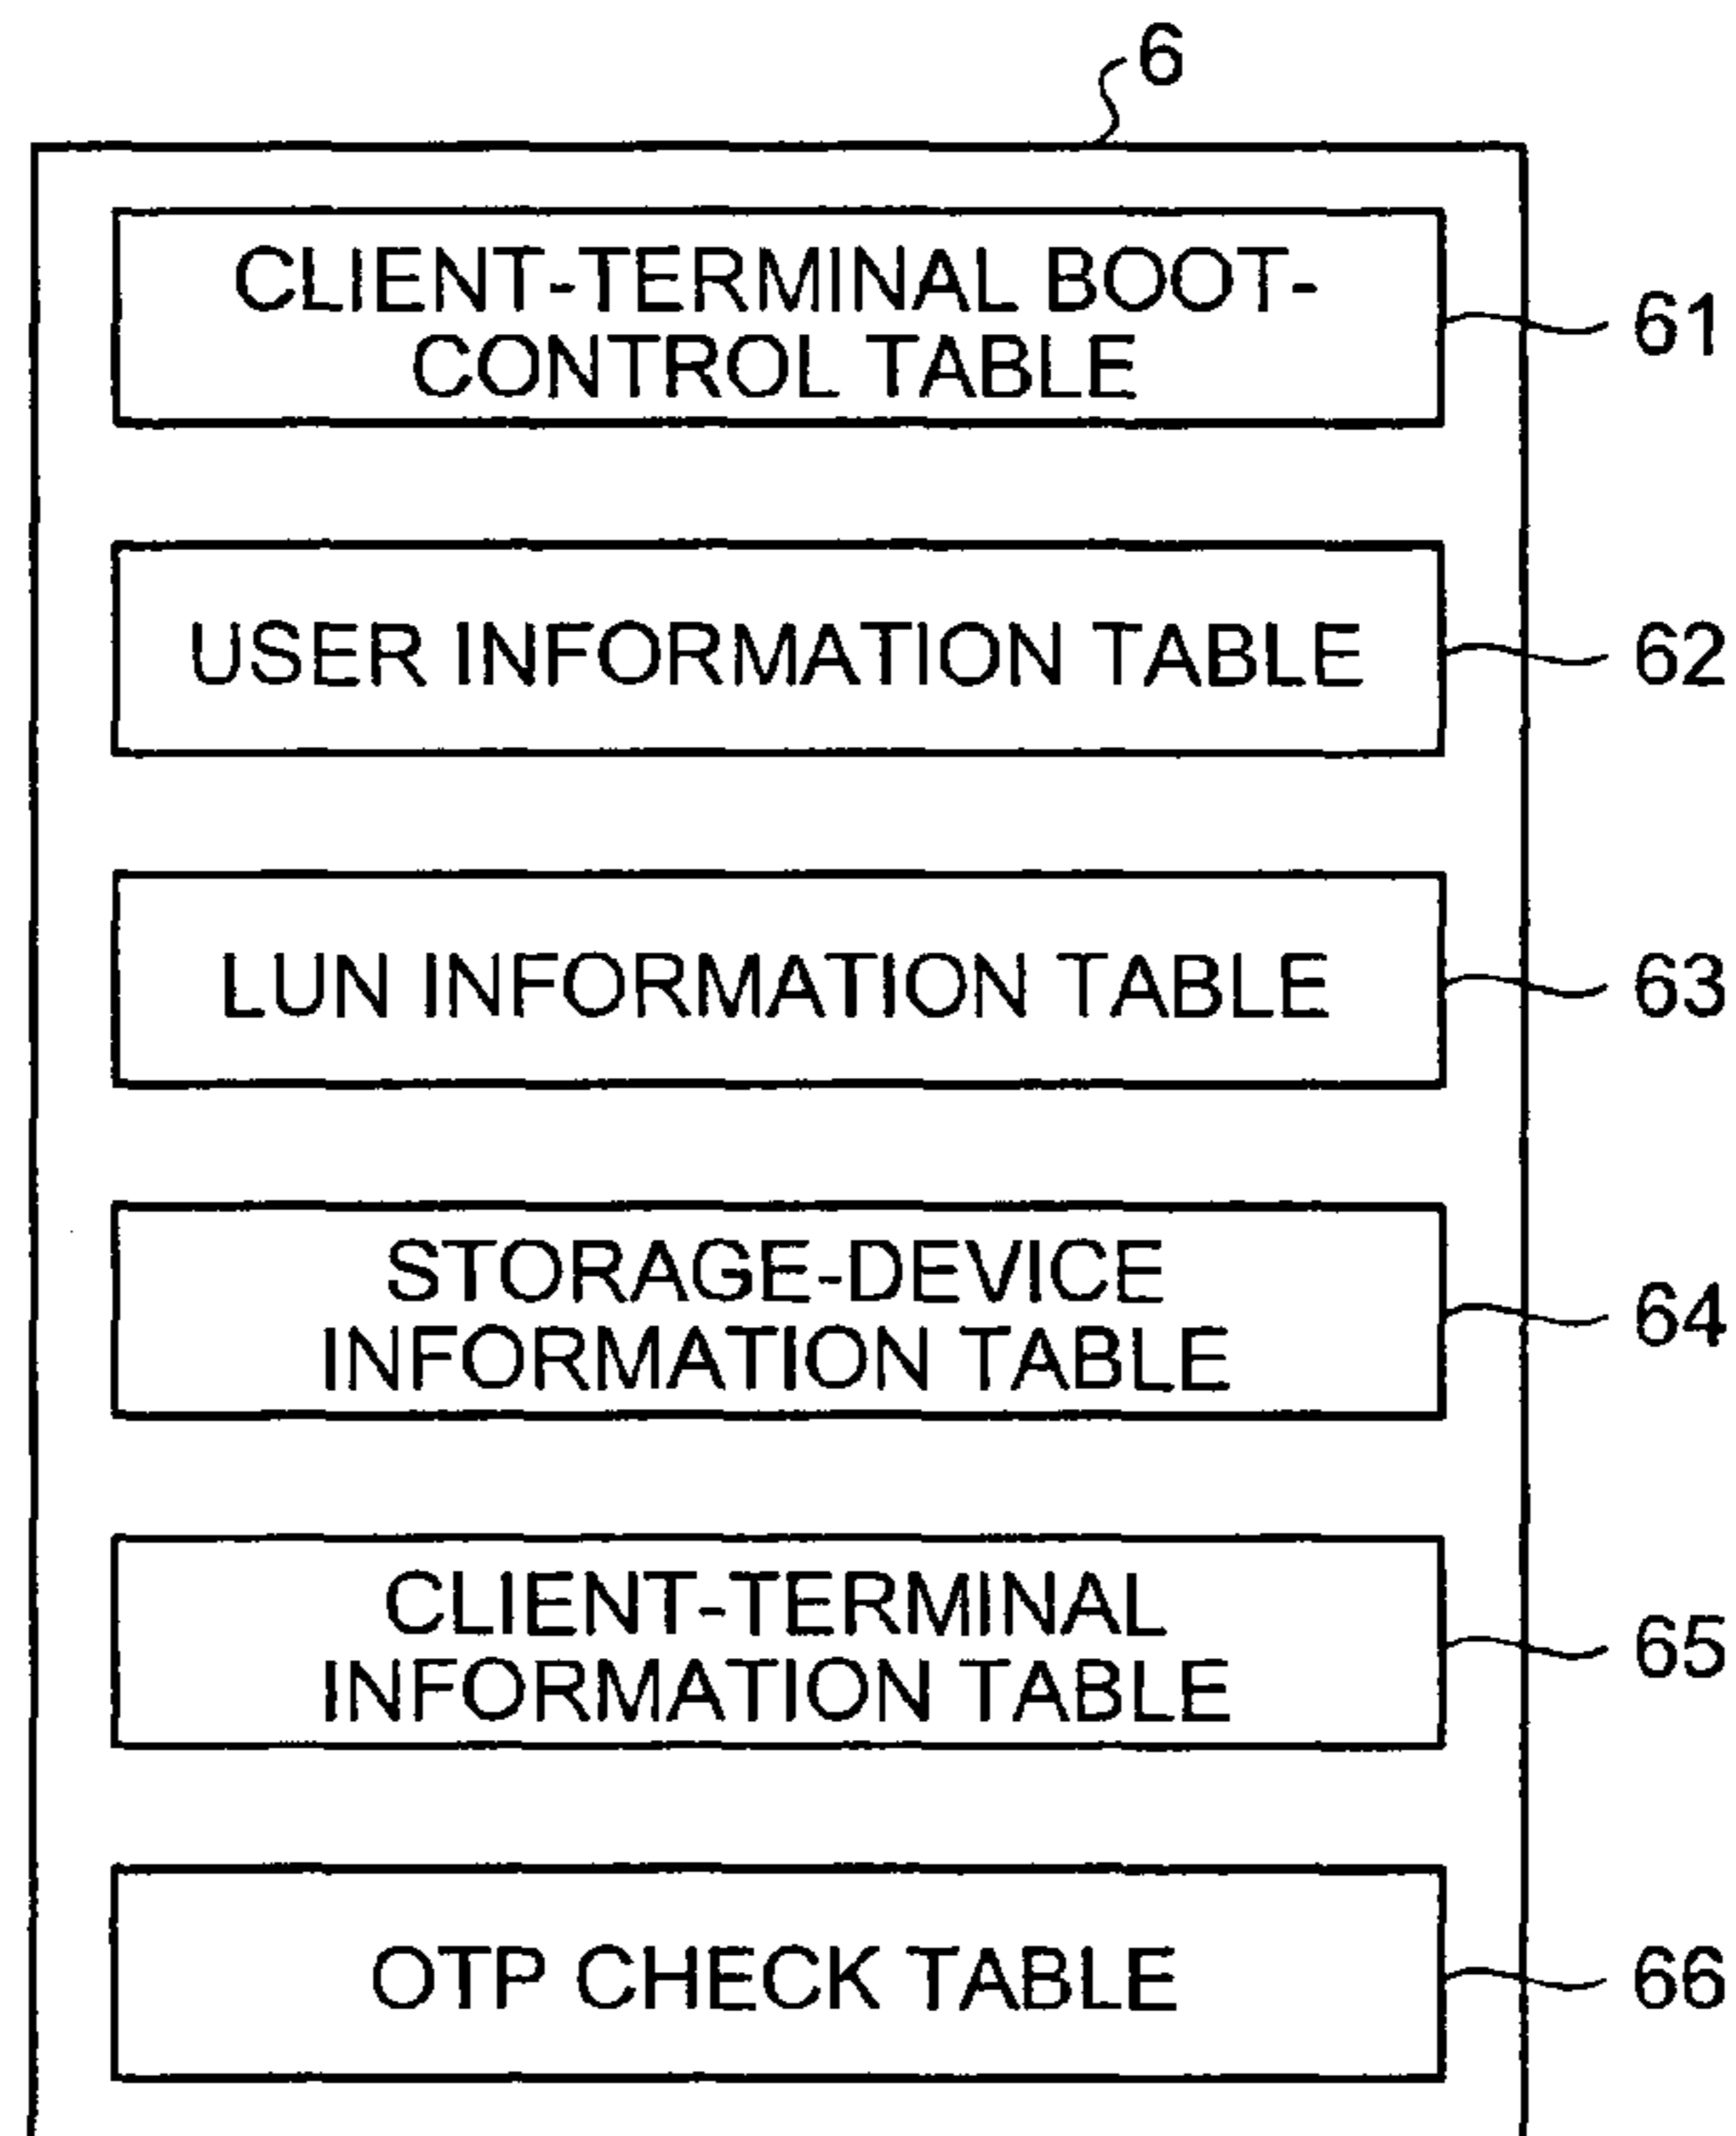 6
CLIENT-TERMINAL BOOT-
CONTROL TABLE
61
USER INFORMATION TABLE
62
LUN INFORMATION TABLE
63
STORAGE-DEVICE
INFORMATION TABLE
64
CLIENT-TERMINAL
INFORMATION TABLE
65
OTP CHECK TABLE
66